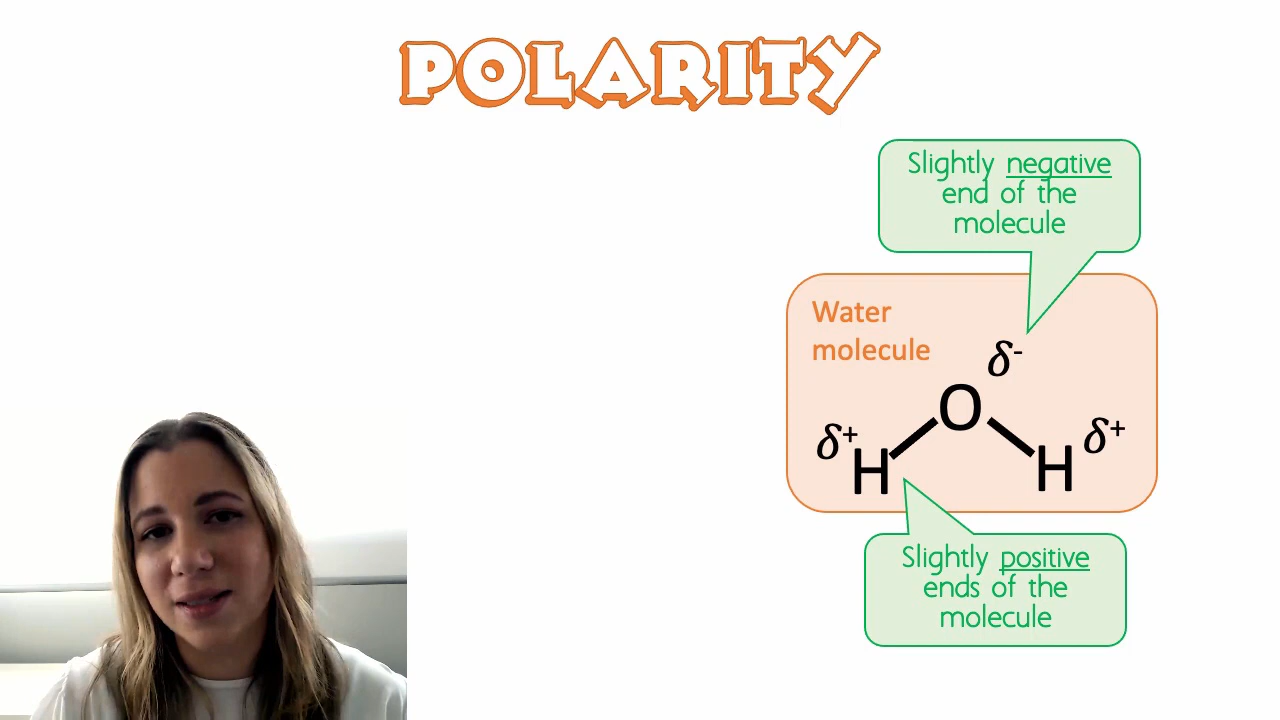 POLARITY
Slightly negative
end of the
molecule
Water
molecule
δ-
O
δ+
H
H
δ+
Slightly positive
ends of the
molecule